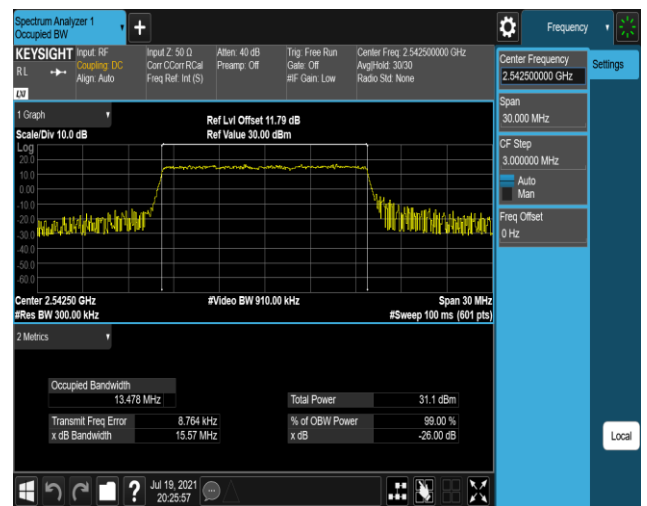 Spectrum Analyzer 1
Occupied BW
+
Frequency
KEYSIGHT
RL
LXI
Input: RF
Coupling: DC
Align: Auto
Input Z: 50 Ω
Corr CCorr RCal
Freq Ref: Int (S)
Atten: 40 dB
Preamp: Off
Trig: Free Run
Gate: Off
#IF Gain: Low
Center Freq: 2.542500000 GHz
Avg|Hold: 30/30
Radio Std: None
Center Frequency
2.542500000 GHz
Settings
Span
30.000 MHz
CF Step
3.000000 MHz
Auto
Man
Freq Offset
0 Hz
1 Graph
Scale/Div 10.0 dB
Ref Lvl Offset 11.79 dB
Ref Value 30.00 dBm
Log
20.0
10.0
0.00
-10.0
-20.0
-30.0
-40.0
-50.0
-60.0
Center 2.54250 GHz
#Video BW 910.00 kHz
Span 30 MHz
#Res BW 300.00 kHz
#Sweep 100 ms (601 pts)
2 Metrics
Occupied Bandwidth
13.478 MHz
Total Power 31.1 dBm
Transmit Freq Error 8.764 kHz
% of OBW Power 99.00 %
x dB Bandwidth 15.57 MHz
x dB -26.00 dB
Local
?
Jul 19, 2021
20:25:57